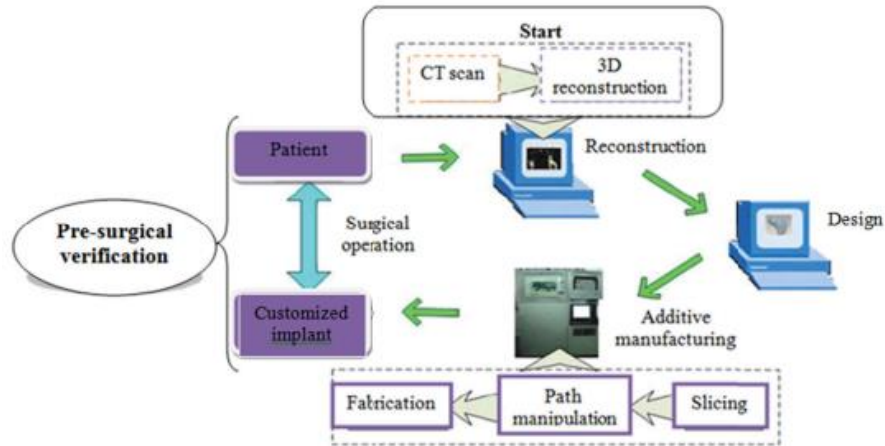 Start
CT scan
3D
reconstruction
Patient
Reconstruction
Pre-surgical
verification
Surgical
operation
Design
Customized
implant
Additive
manufacturing
Fabrication
Path
manipulation
Slicing